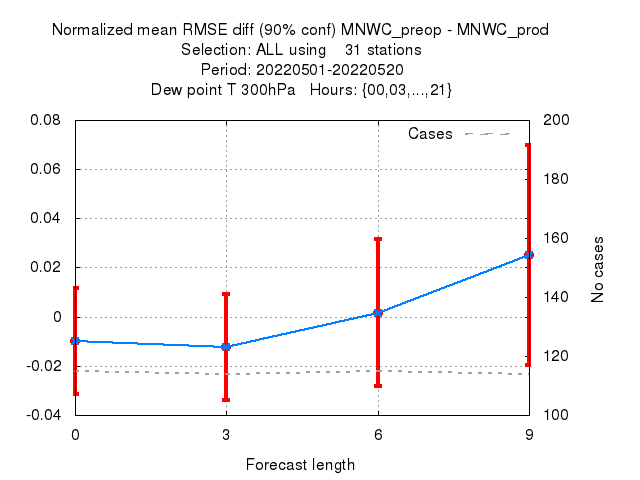 Normalized mean RMSE diff (90% conf) MNWC_preop - MNWC_prod
Selection: ALL using    31 stations
Period: 20220501-20220520
Dew point T 300hPa   Hours: {00,03,...,21}
Cases
0.08
0.06
0.04
0.02
0
-0.02
-0.04
200
180
160
140
120
100
No cases
0 3 6 9
Forecast length